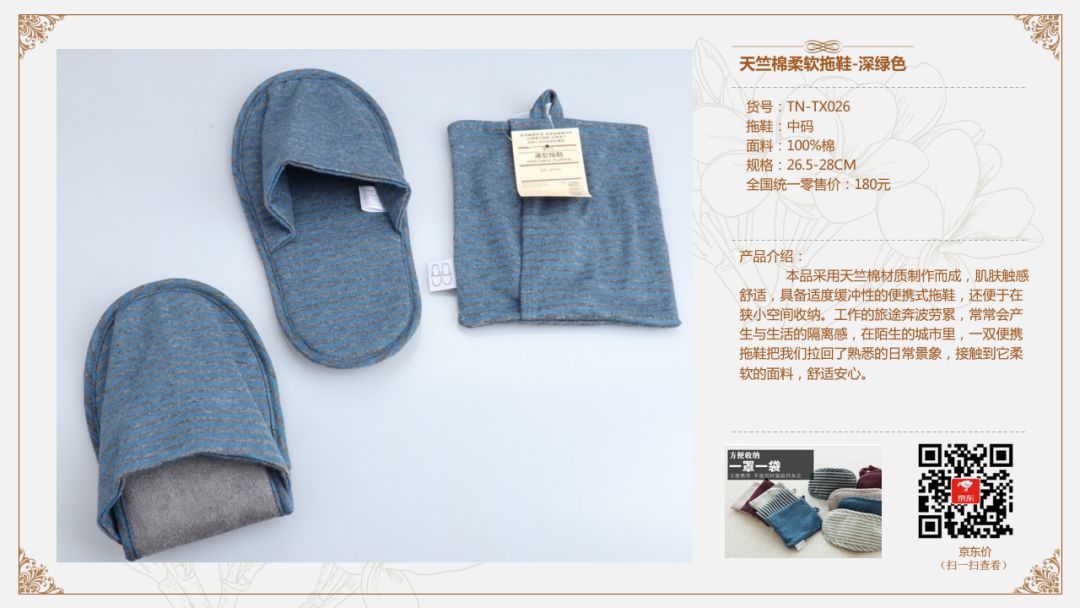 天竺棉柔软拖鞋-深绿色
货号：TN-TX026
拖鞋：中码
面料：100%棉
规格：26.5-28CM
全国统一零售价：180元
产品介绍：
本品采用天竺棉材质制作而成，肌肤触感
舒适，具备适度缓冲性的便携式拖鞋，还便于在
狭小空间收纳。工作的旅途奔波劳累，常常会产
生与生活的隔离感，在陌生的城市里，一双便携
拖鞋把我们拉回了熟悉的日常景象，接触到它柔
软的面料，舒适安心。
薄型拖鞋
方便收纳
一罩一袋
京东
京东价
（扫一扫查看）